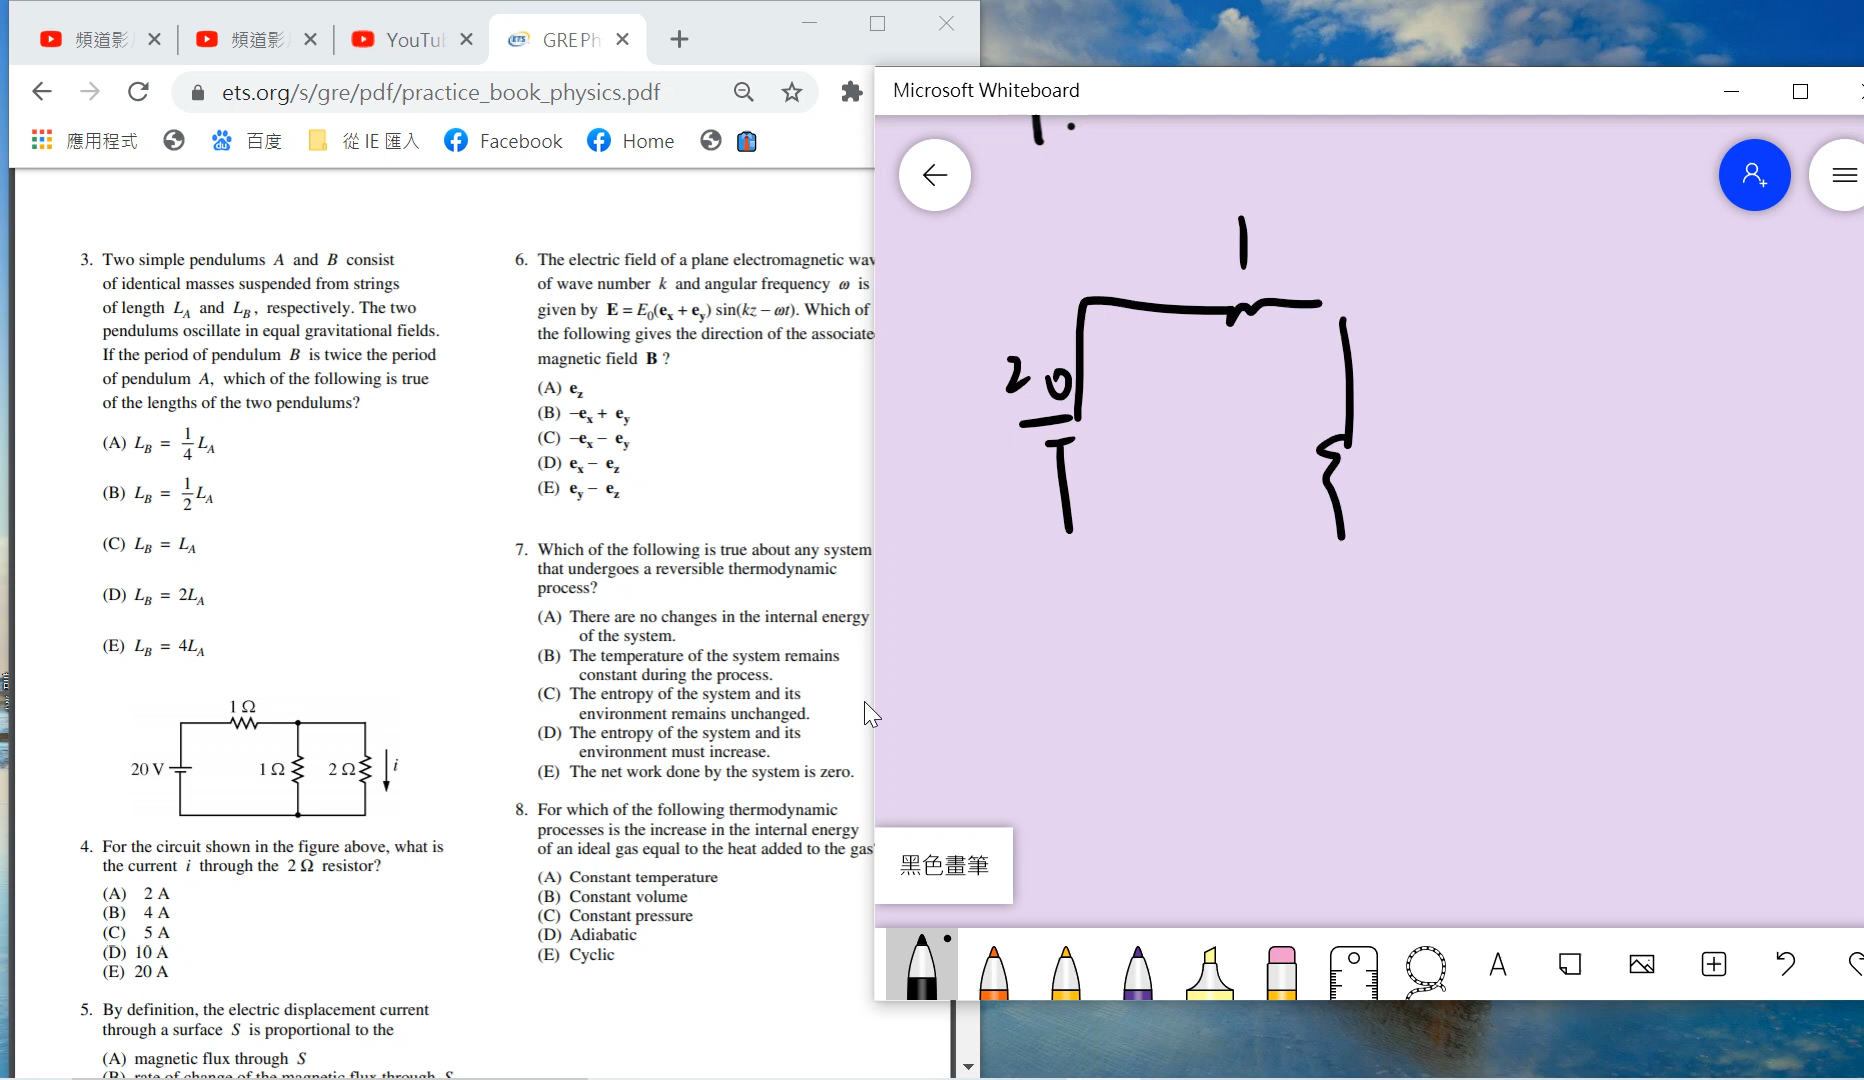 頻道影
頻道影
YouTu
GRE Ph
ets.org/s/gre/pdf/practice_book_physics.pdf
應用程式
百度
從 IE 匯入
Facebook
Home
3. Two simple pendulums A and B consist
of identical masses suspended from strings
of length L_A and L_B, respectively. The two
pendulums oscillate in equal gravitational fields.
If the period of pendulum B is twice the period
of pendulum A, which of the following is true
of the lengths of the two pendulums?
(A) L_B = 1/4 L_A
(B) L_B = 1/2 L_A
(C) L_B = L_A
(D) L_B = 2L_A
(E) L_B = 4L_A
1 Ω
20 V
1 Ω
2 Ω
i
4. For the circuit shown in the figure above, what is
the current i through the 2 Ω resistor?
(A) 2 A
(B) 4 A
(C) 5 A
(D) 10 A
(E) 20 A
5. By definition, the electric displacement current
through a surface S is proportional to the
(A) magnetic flux through S
(B) rate of change of the magnetic flux through S
6. The electric field of a plane electromagnetic wav
of wave number k and angular frequency ω is
given by E = E₀(e_x + e_y) sin(kz − ωt). Which of
the following gives the direction of the associate
magnetic field B ?
(A) e_z
(B) −e_x + e_y
(C) −e_x − e_y
(D) e_x − e_z
(E) e_y − e_z
7. Which of the following is true about any system
that undergoes a reversible thermodynamic
process?
(A) There are no changes in the internal energy
of the system.
(B) The temperature of the system remains
constant during the process.
(C) The entropy of the system and its
environment remains unchanged.
(D) The entropy of the system and its
environment must increase.
(E) The net work done by the system is zero.
8. For which of the following thermodynamic
processes is the increase in the internal energy
of an ideal gas equal to the heat added to the gas
(A) Constant temperature
(B) Constant volume
(C) Constant pressure
(D) Adiabatic
(E) Cyclic
Microsoft Whiteboard
1
20
黑色畫筆